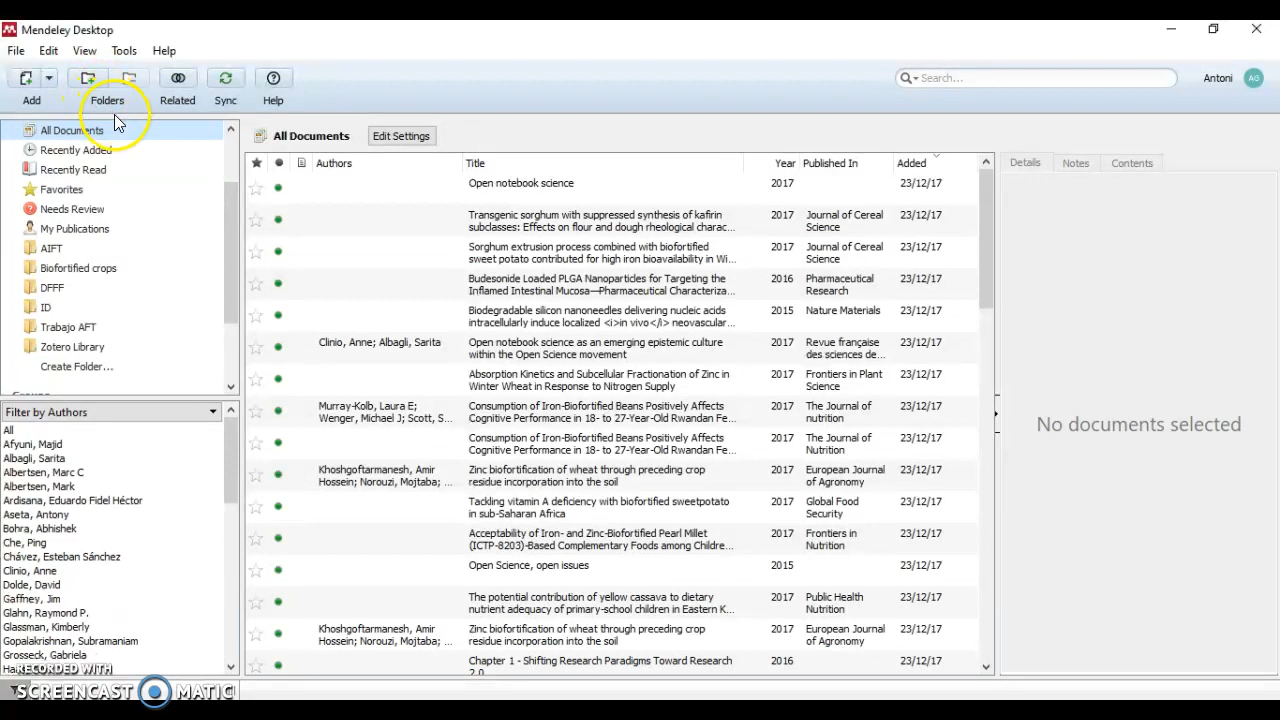 Mendeley Desktop
File Edit View Tools Help
Search...
Antoni AG
Add Folders Related Sync Help
All Documents
Recently Added
Recently Read
Favorites
Needs Review
My Publications
AIFT
Biofortified crops
DFFF
ID
Trabajo AFT
Zotero Library
Create Folder...
Filter by Authors
All
Afyuni, Majid
Albagli, Sarita
Albertsen, Marc C
Albertsen, Mark
Ardisana, Eduardo Fidel Héctor
Aseta, Antony
Bohra, Abhishek
Che, Ping
Chávez, Esteban Sánchez
Clinio, Anne
Dolde, David
Gaffney, Jim
Glahn, Raymond P.
Glassman, Kimberly
Gopalakrishnan, Subramaniam
Grosseck, Gabriela
RECORDED WITH
SCREENCAST MATIC
All Documents Edit Settings
Authors Title Year Published In Added
Open notebook science 2017 23/12/17
Transgenic sorghum with suppressed synthesis of kafirin 2017 Journal of Cereal 23/12/17
subclasses: Effects on flour and dough rheological charac... Science
Sorghum extrusion process combined with biofortified 2017 Journal of Cereal 23/12/17
sweet potato contributed for high iron bioavailability in Wi... Science
Budesonide Loaded PLGA Nanoparticles for Targeting the 2016 Pharmaceutical 23/12/17
Inflamed Intestinal Mucosa—Pharmaceutical Characteriza... Research
Biodegradable silicon nanoneedles delivering nucleic acids 2015 Nature Materials 23/12/17
intracellularly induce localized <i>in vivo</i> neovascular...
Clinio, Anne; Albagli, Sarita Open notebook science as an emerging epistemic culture 2017 Revue française 23/12/17
within the Open Science movement des sciences de...
Absorption Kinetics and Subcellular Fractionation of Zinc in 2017 Frontiers in Plant 23/12/17
Winter Wheat in Response to Nitrogen Supply Science
Murray-Kolb, Laura E; Consumption of Iron-Biofortified Beans Positively Affects 2017 The Journal of 23/12/17
Wenger, Michael J; Scott, S... Cognitive Performance in 18- to 27-Year-Old Rwandan Fe... nutrition
Consumption of Iron-Biofortified Beans Positively Affects 2017 The Journal of 23/12/17
Cognitive Performance in 18- to 27-Year-Old Rwandan Fe... Nutrition
Khoshgoftarmanesh, Amir Zinc biofortification of wheat through preceding crop 2017 European Journal 23/12/17
Hossein; Norouzi, Mojtaba; ... residue incorporation into the soil of Agronomy
Tackling vitamin A deficiency with biofortified sweetpotato 2017 Global Food 23/12/17
in sub-Saharan Africa Security
Acceptability of Iron- and Zinc-Biofortified Pearl Millet 2017 Frontiers in 23/12/17
(ICTP-8203)-Based Complementary Foods among Childre... Nutrition
Open Science, open issues 2015 23/12/17
The potential contribution of yellow cassava to dietary 2017 Public Health 23/12/17
nutrient adequacy of primary-school children in Eastern K... Nutrition
Khoshgoftarmanesh, Amir Zinc biofortification of wheat through preceding crop 2017 European Journal 23/12/17
Hossein; Norouzi, Mojtaba; ... residue incorporation into the soil of Agronomy
Chapter 1 - Shifting Research Paradigms Toward Research 2016 23/12/17
2.0
Details Notes Contents
No documents selected